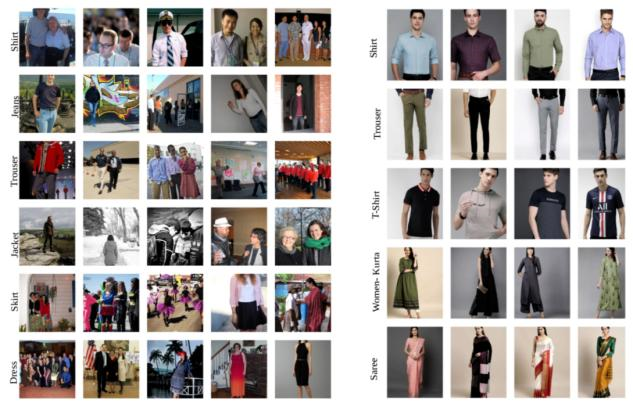 Shirt
Jeans
Trouser
Jacket
Skirt
Dress
Shirt
Trouser
T-Shirt
Women- Kurta
Saree